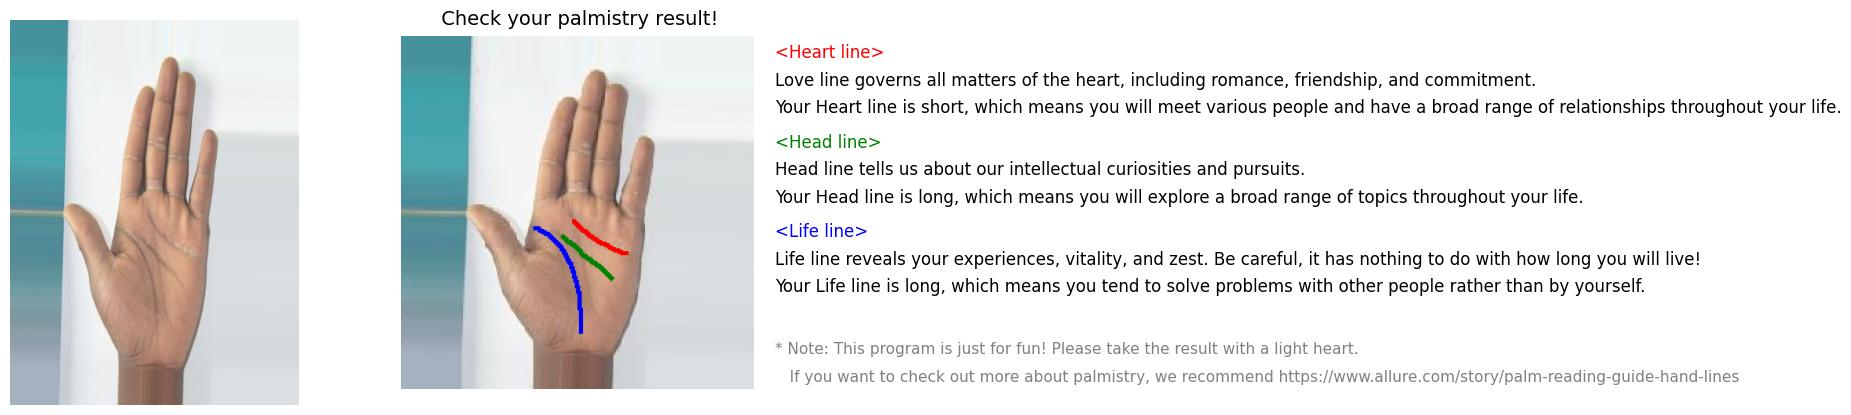 Check your palmistry result!
<Heart line>
Love line governs all matters of the heart, including romance, friendship, and commitment.
Your Heart line is short, which means you will meet various people and have a broad range of relationships throughout your life.
<Head line>
Head line tells us about our intellectual curiosities and pursuits.
Your Head line is long, which means you will explore a broad range of topics throughout your life.
<Life line>
Life line reveals your experiences, vitality, and zest. Be careful, it has nothing to do with how long you will live!
Your Life line is long, which means you tend to solve problems with other people rather than by yourself.
* Note: This program is just for fun! Please take the result with a light heart.
If you want to check out more about palmistry, we recommend https://www.allure.com/story/palm-reading-guide-hand-lines